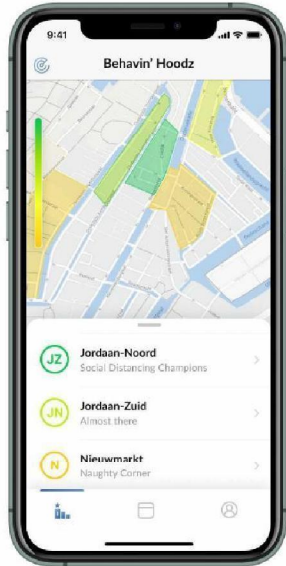 9:41
Behavin' Hoodz
JZ
Jordaan-Noord
Social Distancing Champions
JN
Jordaan-Zuid
Almost there
N
Nieuwmarkt
Naughty Corner